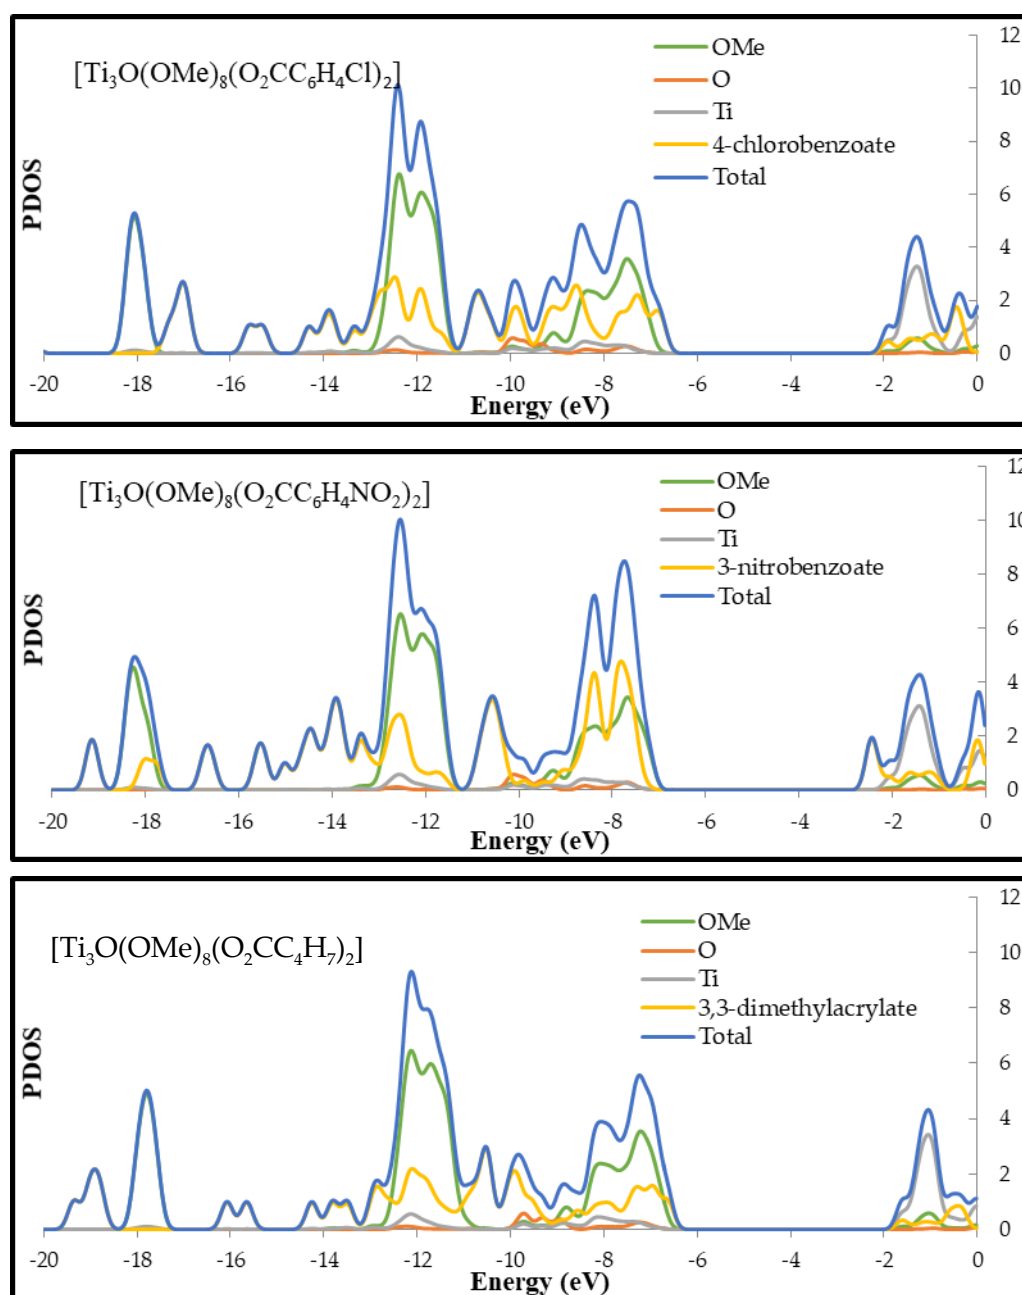 [Ti₃O(OMe)₈(O₂CC₆H₄Cl)₂]
OMe
O
Ti
4-chlorobenzoate
Total
PDOS
12
10
8
6
4
2
0
-20 -18 -16 -14 -12 -10 -8 -6 -4 -2 0
Energy (eV)
[Ti₃O(OMe)₈(O₂CC₆H₄NO₂)₂]
OMe
O
Ti
3-nitrobenzoate
Total
PDOS
12
10
8
6
4
2
0
-20 -18 -16 -14 -12 -10 -8 -6 -4 -2 0
Energy (eV)
[Ti₃O(OMe)₈(O₂CC₄H₇)₂]
OMe
O
Ti
3,3-dimethylacrylate
Total
PDOS
12
10
8
6
4
2
0
-20 -18 -16 -14 -12 -10 -8 -6 -4 -2 0
Energy (eV)